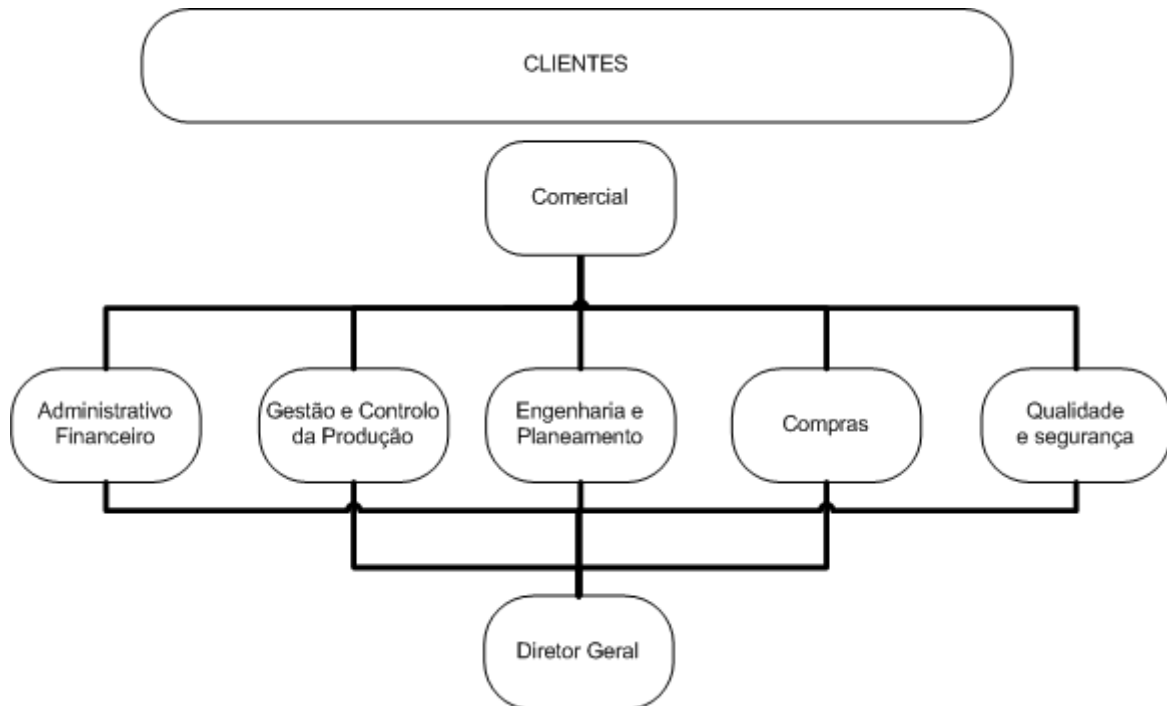 CLIENTES
Comercial
Administrativo
Financeiro
Gestão e Controlo
da Produção
Engenharia e
Planeamento
Compras
Qualidade
e segurança
Diretor Geral